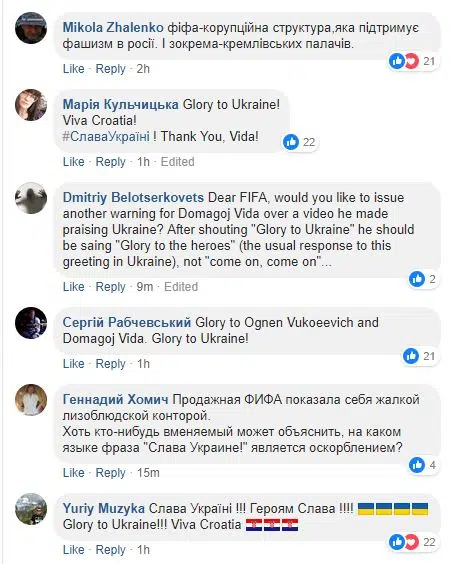 Mikola Zhalenko фіфа-корупційна структура,яка підтримує
фашизм в росії. І зокрема-кремлівських палачів.
21
Like · Reply · 2h
Марія Кульчицька Glory to Ukraine!
Viva Croatia!
#СлаваУкраїні ! Thank You, Vida!
22
Like · Reply · 1h · Edited
Dmitriy Belotserkovets Dear FIFA, would you like to issue
another warning for Domagoj Vida over a video he made
praising Ukraine? After shouting "Glory to Ukraine" he should
be saing "Glory to the heroes" (the usual response to this
greeting in Ukraine), not "come on, come on"...
2
Like · Reply · 9m · Edited
Сергій Рабчевський Glory to Ognen Vukoeevich and
Domagoj Vida. Glory to Ukraine!
21
Like · Reply · 1h
Геннадий Хомич Продажная ФИФА показала себя жалкой
лизоблюдской конторой.
Хоть кто-нибудь вменяемый может объяснить, на каком
языке фраза "Слава Украине!" является оскорблением?
4
Like · Reply · 15m
Yuriy Muzyka Слава Україні !!! Героям Слава !!!!
Glory to Ukraine!!! Viva Croatia
22
Like · Reply · 1h